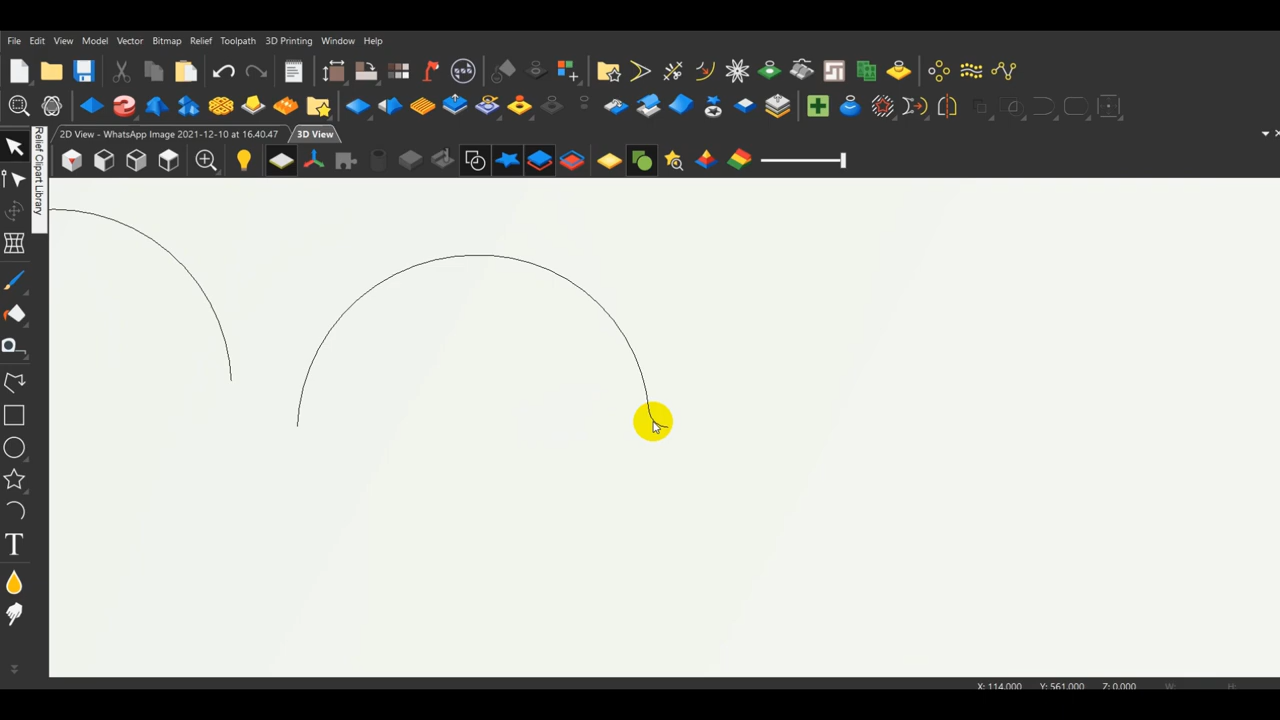 File Edit View Model Vector Bitmap Relief Toolpath 3D Printing Window Help
2D View - WhatsApp Image 2021-12-10 at 16.40.47 3D View
Relief Clipart Library
T
X: 114.000 Y: 561.000 Z: 0.000 W: H: